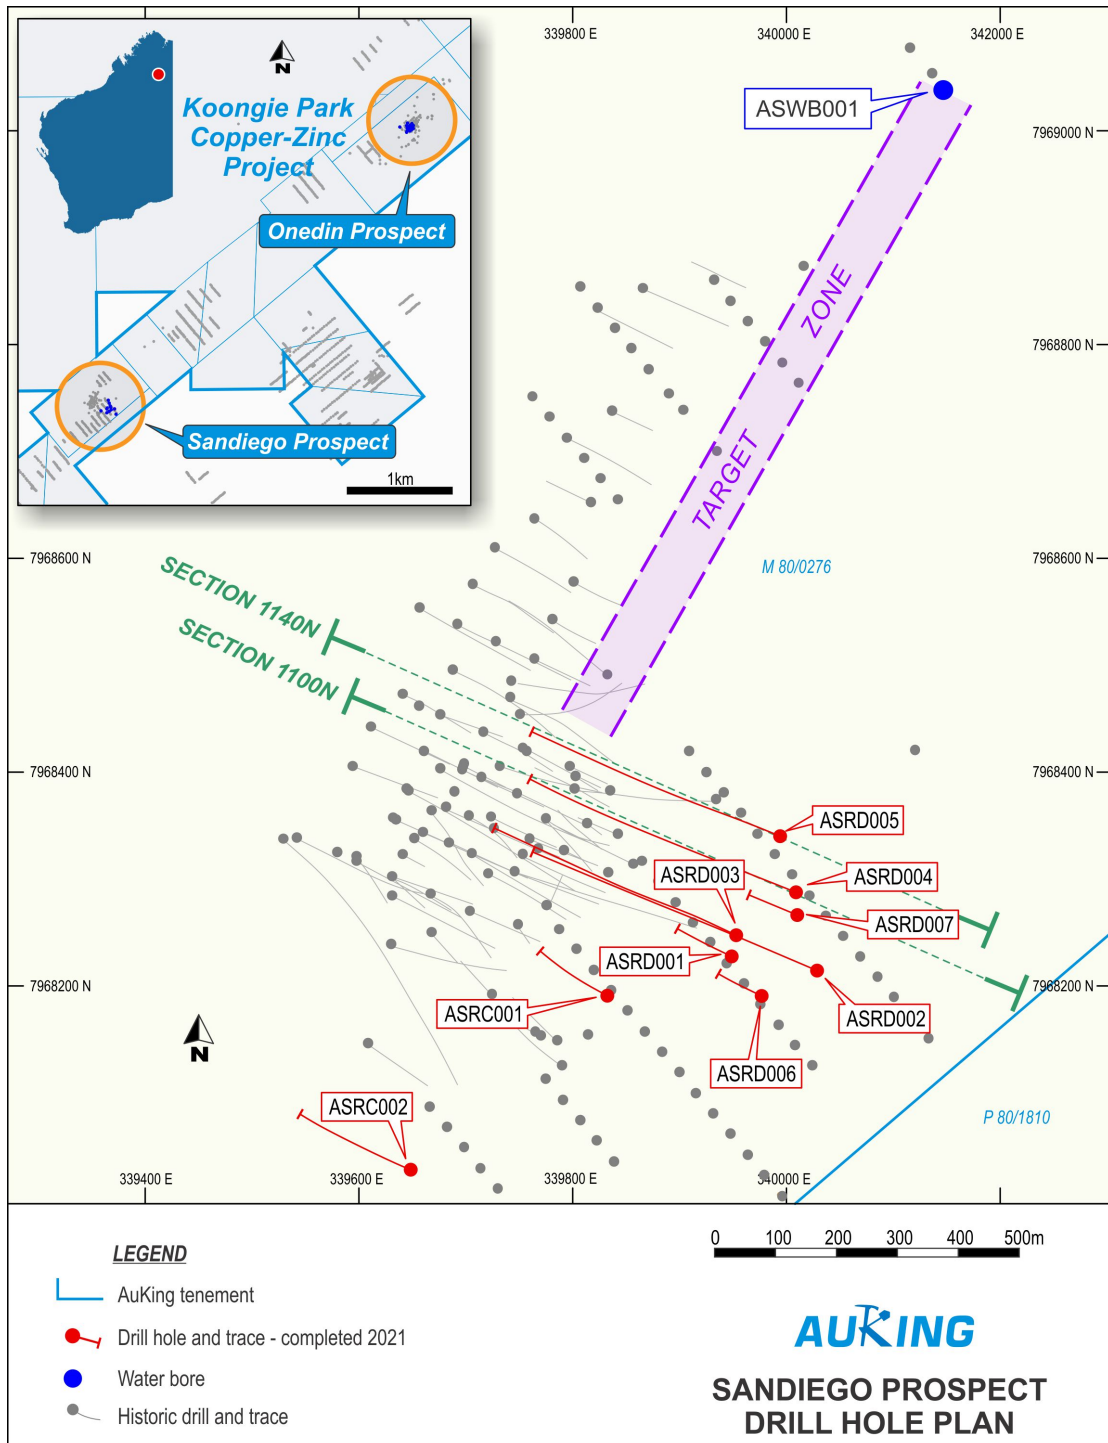 339800 E
340000 E
342000 E
N
Koongie Park
Copper-Zinc
Project
Onedin Prospect
Sandiego Prospect
1km
ASWB001
7969000 N
ZONE
7968800 N
TARGET
7968600 N
7968600 N
M 80/0276
SECTION 1140N
SECTION 1100N
7968400 N
7968400 N
ASRD005
ASRD003
ASRD004
ASRD007
ASRD001
7968200 N
7968200 N
ASRC001
ASRD002
N
ASRD006
ASRC002
P 80/1810
339400 E
339600 E
339800 E
340000 E
LEGEND
AuKing tenement
Drill hole and trace - completed 2021
Water bore
Historic drill and trace
0 100 200 300 400 500m
AUKING
SANDIEGO PROSPECT
DRILL HOLE PLAN